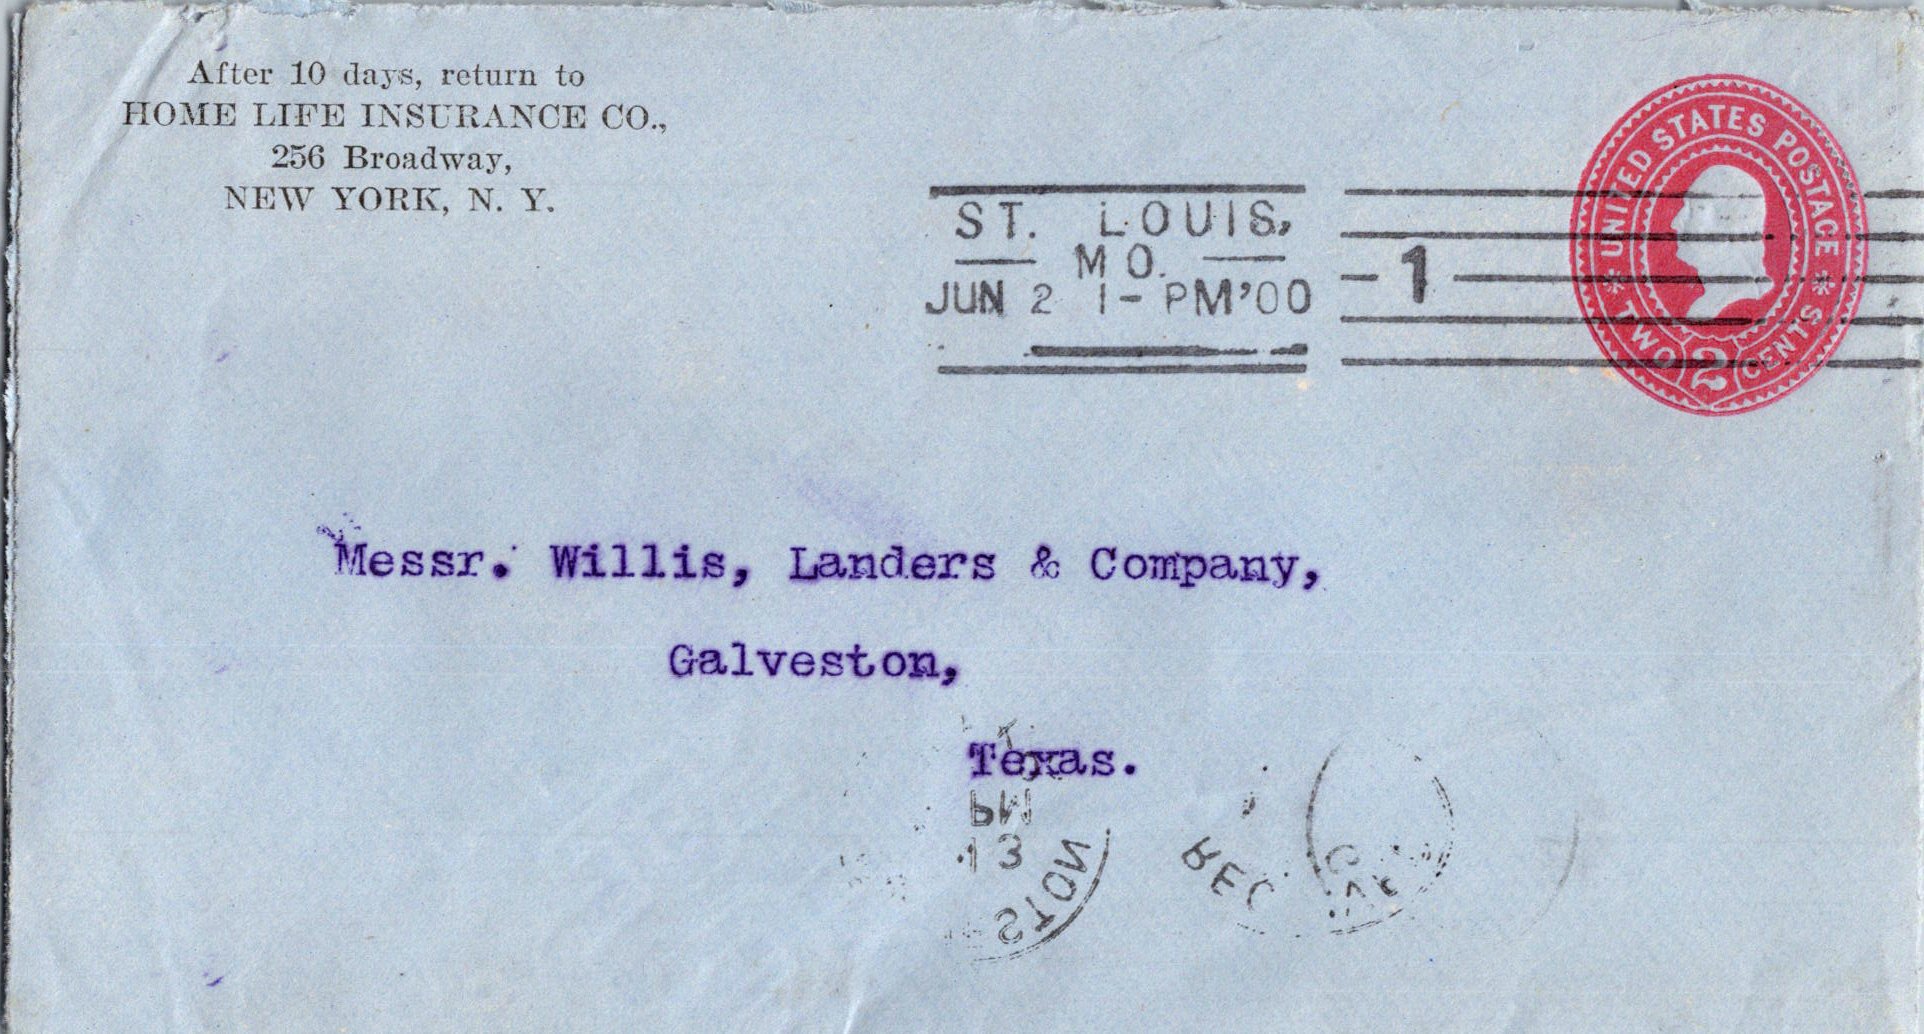 After 10 days, return to
HOME LIFE INSURANCE CO.,
256 Broadway,
NEW YORK, N. Y.
ST. LOUIS,
MO.
JUN 2 1-PM'00
1
UNITED STATES POSTAGE
TWO 2 CENTS
Messr. Willis, Landers & Company,
Galveston,
Texas.
PM
13
STON
REC